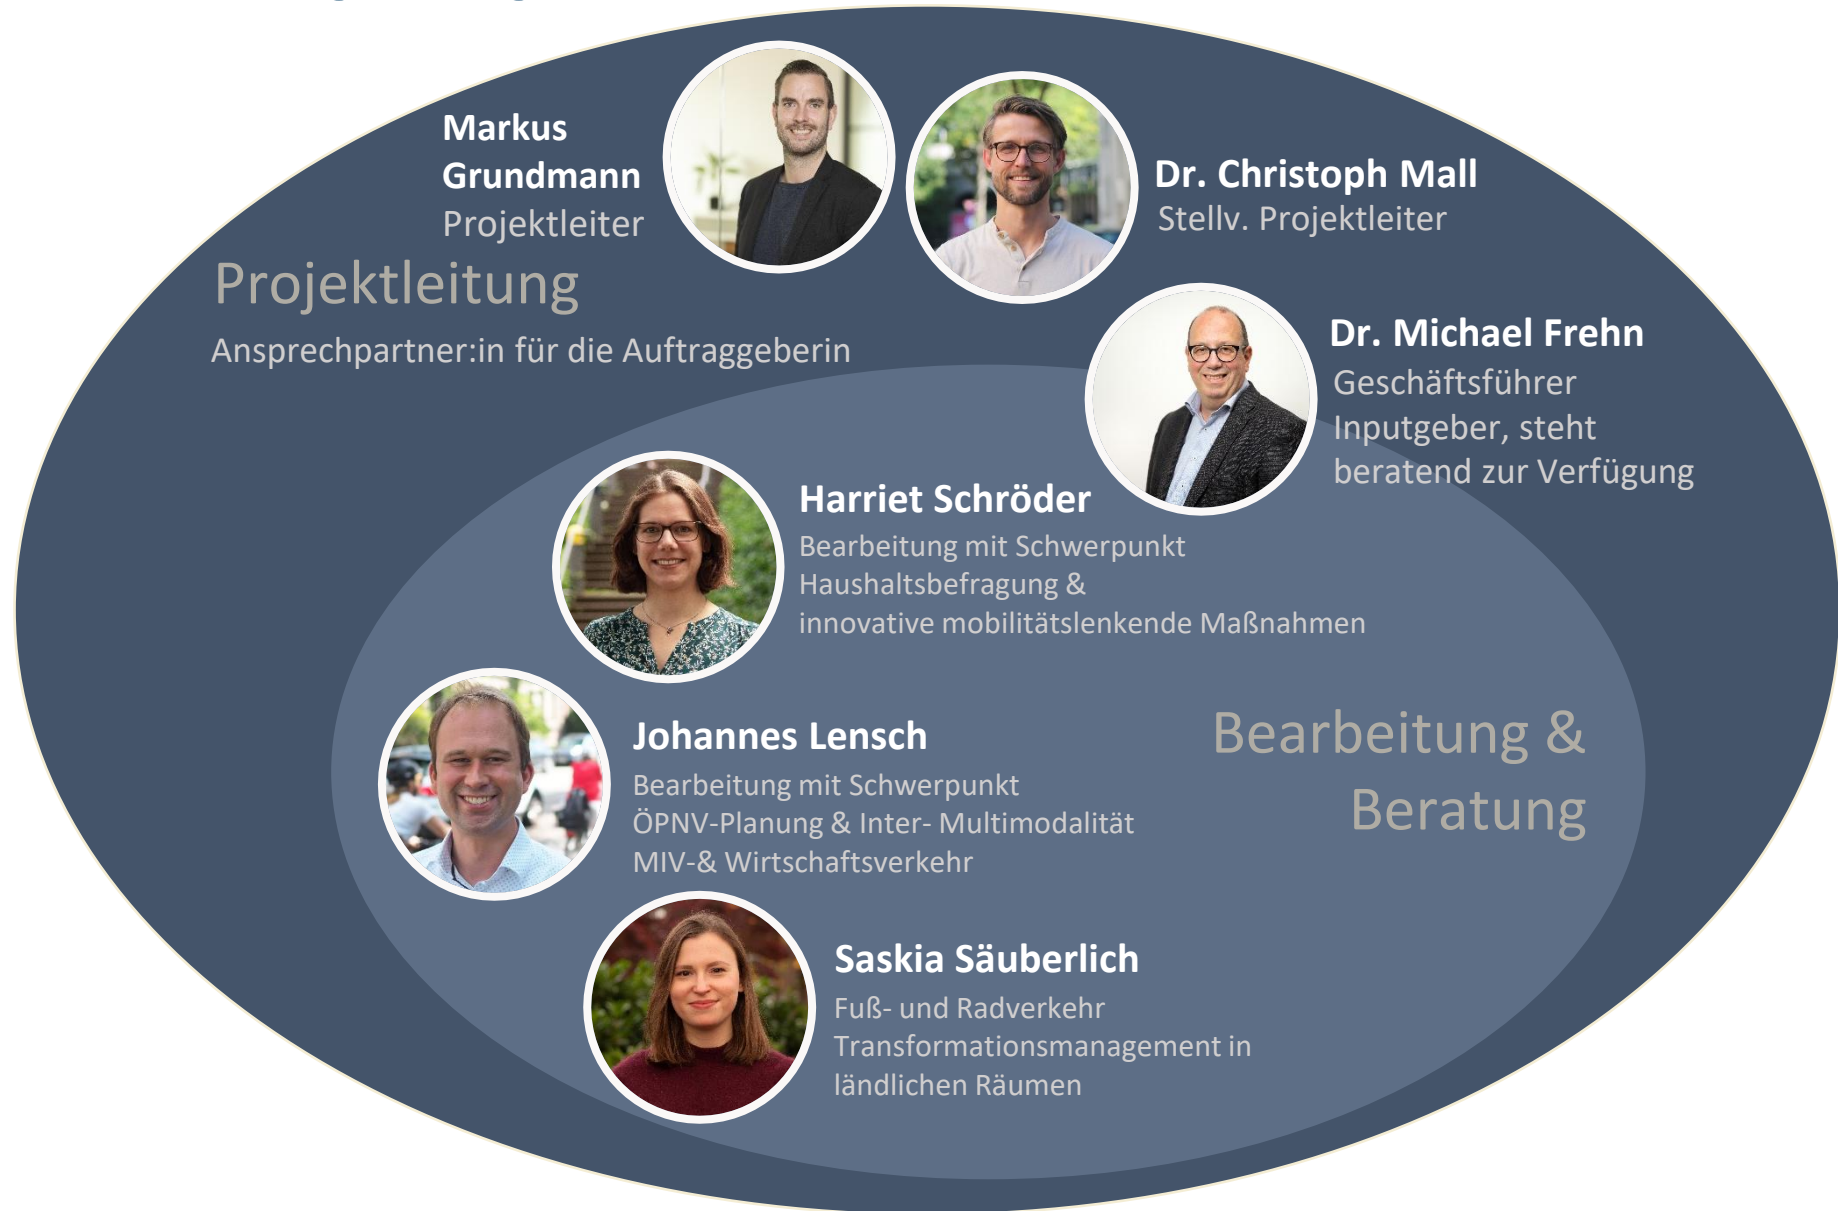 Markus
Grundmann
Projektleiter
Dr. Christoph Mall
Stellv. Projektleiter
Projektleitung
Ansprechpartner:in für die Auftraggeberin
Dr. Michael Frehn
Geschäftsführer
Inputgeber, steht
beratend zur Verfügung
Harriet Schröder
Bearbeitung mit Schwerpunkt
Haushaltsbefragung &
innovative mobilitätslenkende Maßnahmen
Johannes Lensch
Bearbeitung mit Schwerpunkt
ÖPNV-Planung & Inter- Multimodalität
MIV-& Wirtschaftsverkehr
Bearbeitung &
Beratung
Saskia Säuberlich
Fuß- und Radverkehr
Transformationsmanagement in
ländlichen Räumen